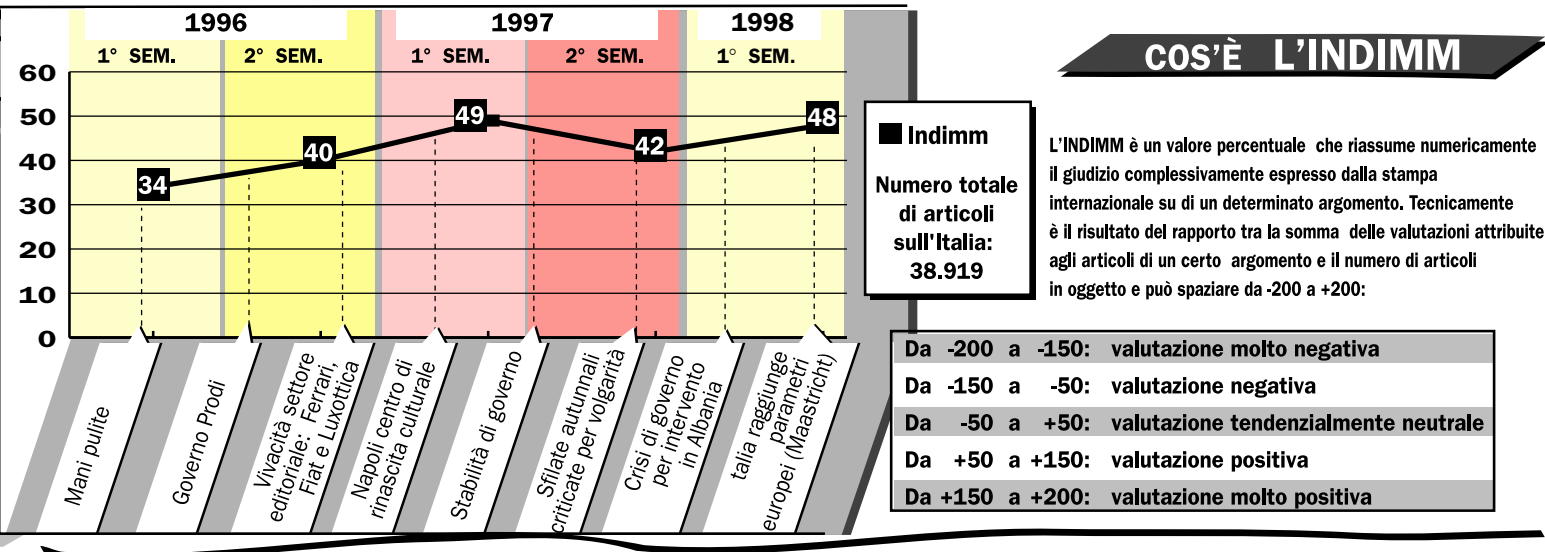 1996
1997
1998
1° SEM.
2° SEM.
1° SEM.
2° SEM.
1° SEM.
60
50
40
30
20
10
0
34
40
49
42
48
Mani pulite
Governo Prodi
Vivacità settore
editoriale: Ferrari,
Fiat e Luxottica
Napoli centro di
rinascita culturale
Stabilità di governo
Sfilate autunnali
criticate per volgarità
Crisi di governo
per intervento
in Albania
talia raggiunge
parametri
europei (Maastricht)
Indimm
Numero totale
di articoli
sull'Italia:
38.919
COS'È L'INDIMM
L'INDIMM è un valore percentuale che riassume numericamente
il giudizio complessivamente espresso dalla stampa
internazionale su di un determinato argomento. Tecnicamente
è il risultato del rapporto tra la somma delle valutazioni attribuite
agli articoli di un certo argomento e il numero di articoli
in oggetto e può spaziare da -200 a +200:
Da -200 a -150: valutazione molto negativa
Da -150 a -50: valutazione negativa
Da -50 a +50: valutazione tendenzialmente neutrale
Da +50 a +150: valutazione positiva
Da +150 a +200: valutazione molto positiva